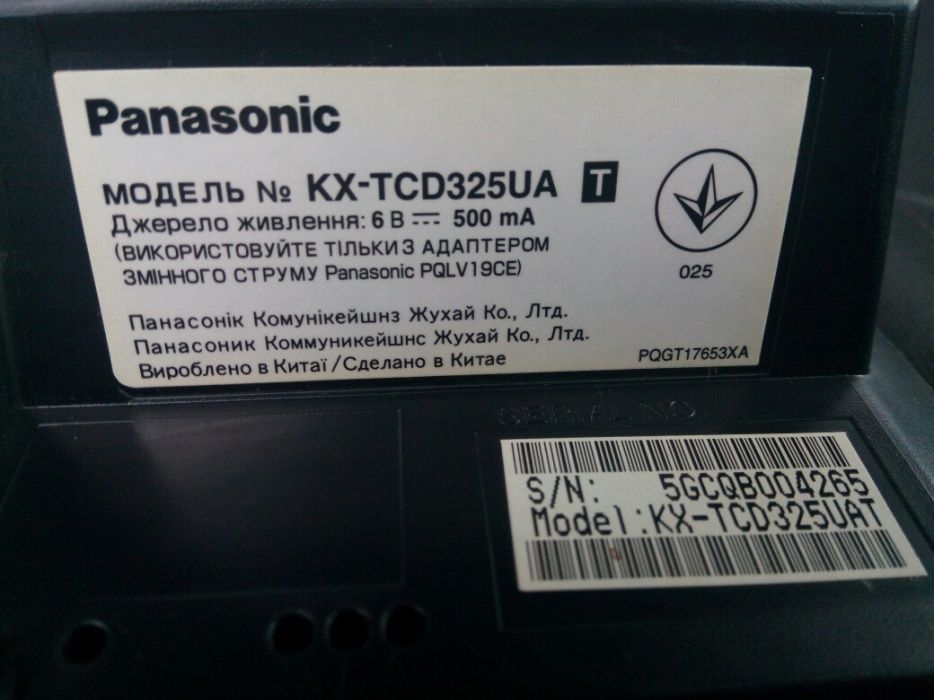 Panasonic
МОДЕЛЬ № KX-TCD325UA T
Джерело живлення: 6 В 500 mA
(ВИКОРИСТОВУЙТЕ ТІЛЬКИ З АДАПТЕРОМ
ЗМІННОГО СТРУМУ Panasonic PQLV19CE)
025
Панасонік Комунікейшнз Жухай Ко., Лтд.
Панасоник Коммуникейшнс Жухай Ко., Лтд.
Вироблено в Китаї / Сделано в Китае
PQGT17653XA
SERIAL NO.
S/N: 5GCQB004265
Model:KX-TCD325UAT